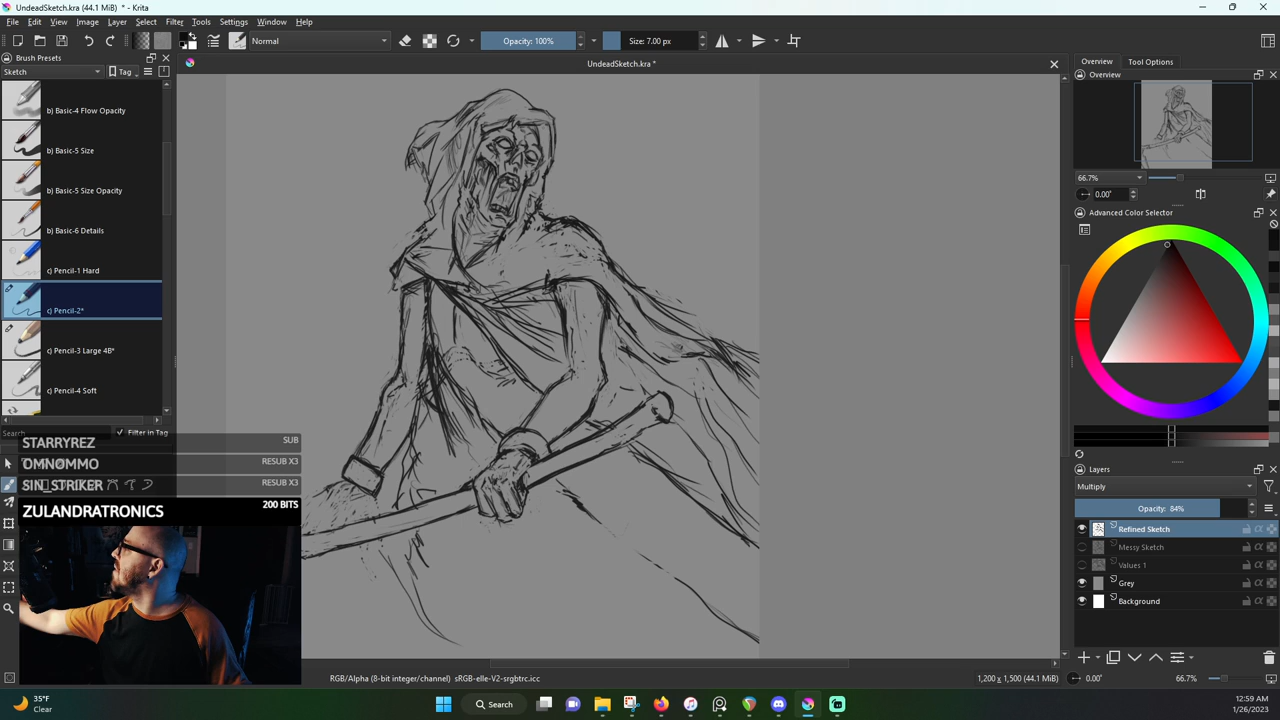 UndeadSketch.kra (44.1 MiB) * - Krita
File Edit View Image Layer Select Filter Tools Settings Window Help
Normal
Opacity: 100%
Size: 7.00 px
Brush Presets
Sketch
Tag
UndeadSketch.kra *
b) Basic-4 Flow Opacity
b) Basic-5 Size
b) Basic-5 Size Opacity
b) Basic-6 Details
c) Pencil-1 Hard
c) Pencil-2*
c) Pencil-3 Large 4B*
c) Pencil-4 Soft
Search
Filter in Tag
STARRYREZ SUB
OMNØMMO RESUB X3
SIN_STRIKER RESUB X3
ZULANDRATRONICS 200 BITS
Overview Tool Options
Overview
66.7%
0.00°
Advanced Color Selector
Layers
Multiply
Opacity: 84%
Refined Sketch
Messy Sketch
Values 1
Grey
Background
RGB/Alpha (8-bit integer/channel) sRGB-elle-V2-srgbtrc.icc
1,200 x 1,500 (44.1 MiB)
0.00°
66.7%
35°F
Clear
Search
12:59 AM
1/26/2023